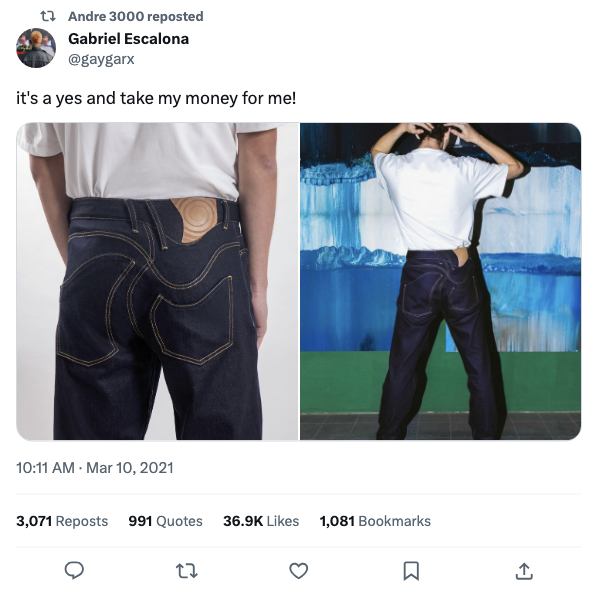 Andre 3000 reposted
Gabriel Escalona
@gaygarx
it's a yes and take my money for me!
10:11 AM · Mar 10, 2021
3,071 Reposts 991 Quotes 36.9K Likes 1,081 Bookmarks